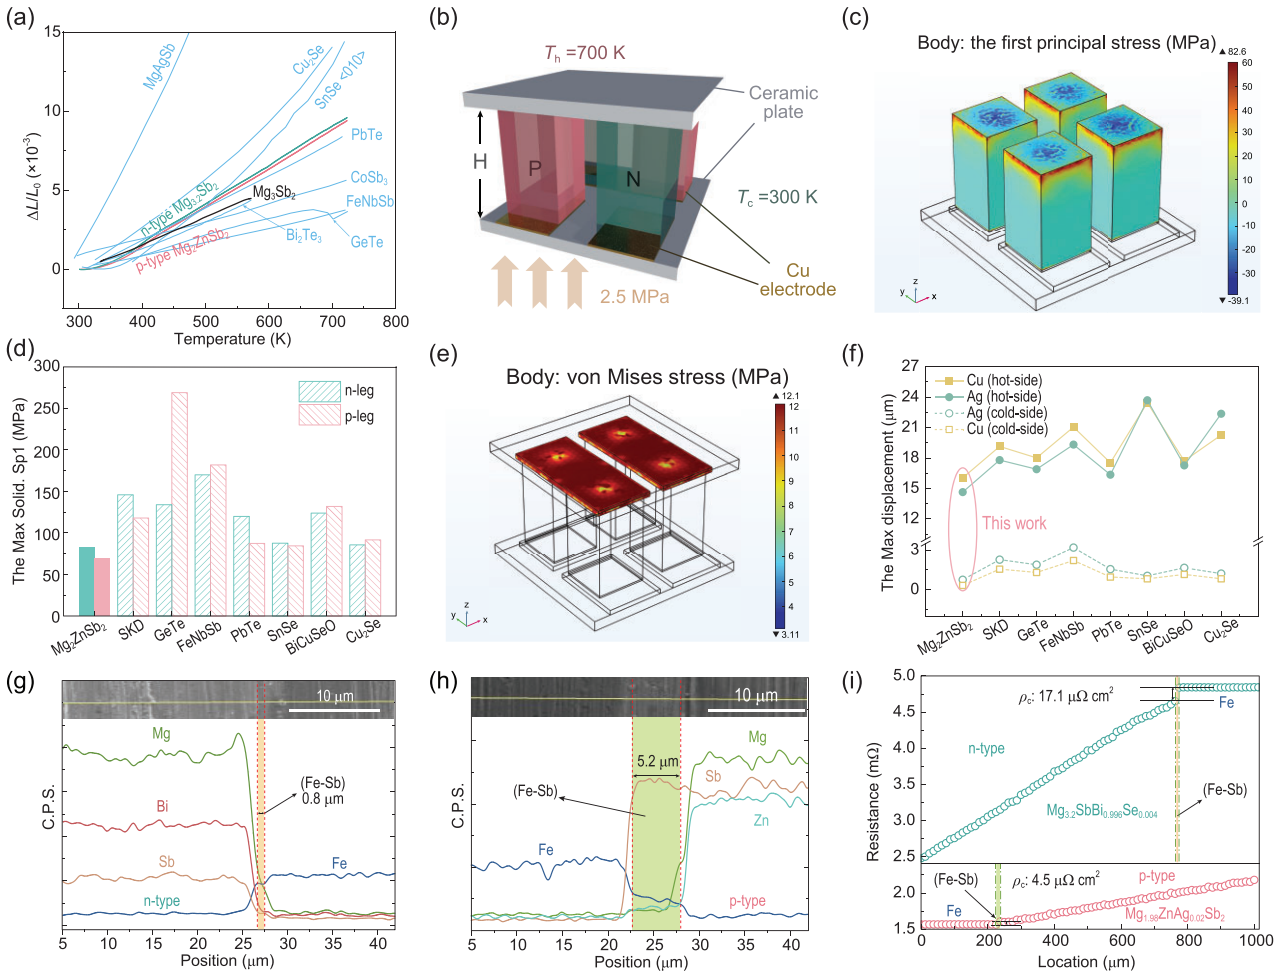 (a)
ΔL/L₀ (×10⁻³)
15
10
5
0
300 400 500 600 700 800
Temperature (K)
MgAgSb
Cu₂Se
SnSe <010>
PbTe
CoSb₃
FeNbSb
GeTe
Bi₂Te₃
Mg₃Sb₂
n-type Mg₃.₂Sb₂
p-type Mg₂ZnSb₂
(b)
Tₕ =700 K
Ceramic
plate
H
P
N
T꜀ =300 K
Cu
electrode
2.5 MPa
(c)
Body: the first principal stress (MPa)
▲ 82.6
60
50
40
30
20
10
0
-10
-20
-30
▼ -39.1
z
y
x
(d)
The Max Solid. Sp1 (MPa)
300
250
200
150
100
50
0
n-leg
p-leg
Mg₂ZnSb₂ SKD GeTe FeNbSb PbTe SnSe BiCuSeO Cu₂Se
(e)
Body: von Mises stress (MPa)
▲ 12.1
12
11
10
9
8
7
6
5
4
▼ 3.11
z
y
x
(f)
The Max displacement (μm)
27
24
21
18
15
12
3
0
Cu (hot-side)
Ag (hot-side)
Ag (cold-side)
Cu (cold-side)
This work
Mg₂ZnSb₂ SKD GeTe FeNbSb PbTe SnSe BiCuSeO Cu₂Se
(g)
10 μm
C.P.S.
Mg
Bi
Sb
n-type
(Fe-Sb)
0.8 μm
Fe
5 10 15 20 25 30 35 40
Position (μm)
(h)
10 μm
C.P.S.
5.2 μm
(Fe-Sb)
Mg
Sb
Zn
Fe
p-type
5 10 15 20 25 30 35 40
Position (μm)
(i)
Resistance (mΩ)
5.0
4.5
4.0
3.5
3.0
2.5
2.0
1.5
ρ꜀: 17.1 μΩ cm²
Fe
n-type
(Fe-Sb)
Mg₃.₂SbBi₀.₉₉₆Se₀.₀₀₄
(Fe-Sb)
ρ꜀: 4.5 μΩ cm²
p-type
Fe
Mg₁.₉₈ZnAg₀.₀₂Sb₂
0 200 400 600 800 1000
Location (μm)